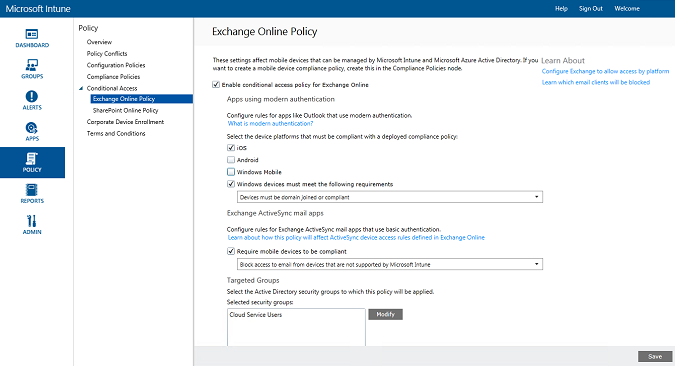 Microsoft Intune
Help
Sign Out
Welcome
DASHBOARD
GROUPS
ALERTS
APPS
POLICY
REPORTS
ADMIN
Policy
Overview
Policy Conflicts
Configuration Policies
Compliance Policies
Conditional Access
Exchange Online Policy
SharePoint Online Policy
Corporate Device Enrollment
Terms and Conditions
Exchange Online Policy
These settings affect mobile devices that can be managed by Microsoft Intune and Microsoft Azure Active Directory. If you
want to create a mobile device compliance policy, create this in the Compliance Policies node.
Enable conditional access policy for Exchange Online
Apps using modern authentication
Configure rules for apps like Outlook that use modern authentication.
What is modern authentication?
Select the device platforms that must be compliant with a deployed compliance policy:
iOS
Android
Windows Mobile
Windows devices must meet the following requirements
Devices must be domain joined or compliant
Exchange ActiveSync mail apps
Configure rules for Exchange ActiveSync mail apps that use basic authentication.
Learn about how this policy will affect ActiveSync device access rules defined in Exchange Online
Require mobile devices to be compliant
Block access to email from devices that are not supported by Microsoft Intune
Targeted Groups
Select the Active Directory security groups to which this policy will be applied.
Selected security groups:
Cloud Service Users
Modify
Learn About
Configure Exchange to allow access by platform
Learn which email clients will be blocked
Save